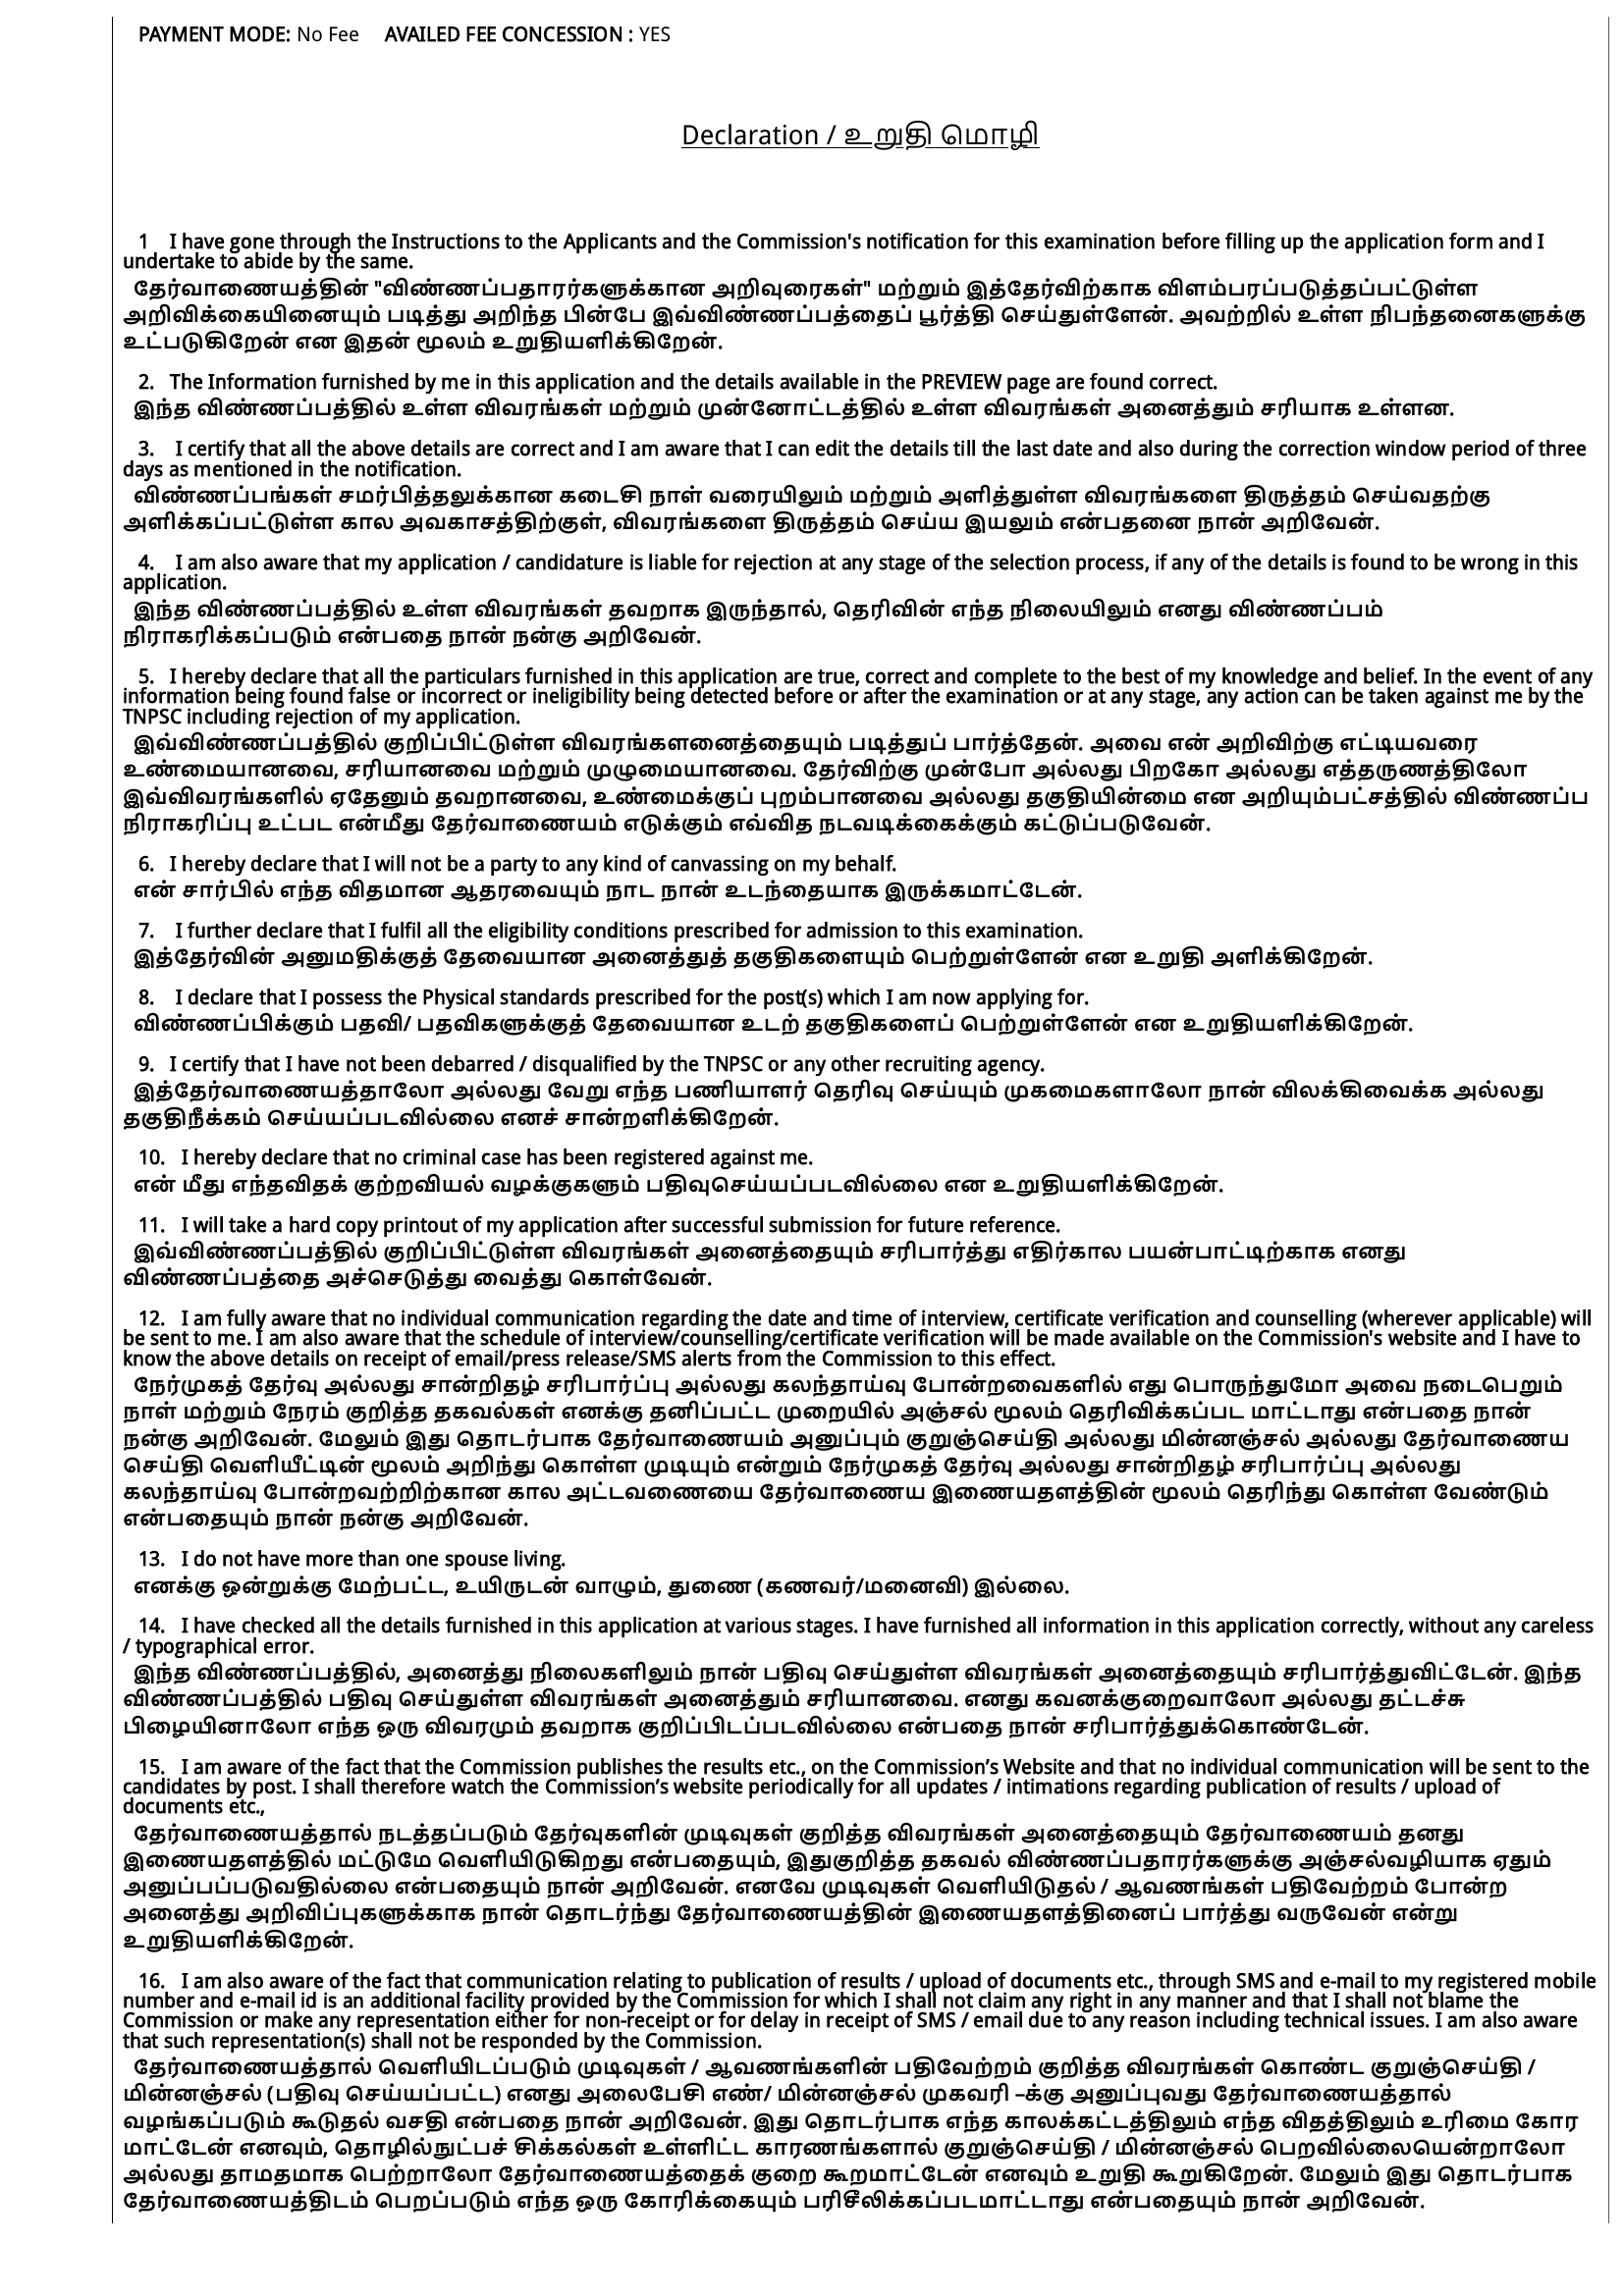 PAYMENT MODE: No Fee    AVAILED FEE CONCESSION : YES
Declaration / உறுதி மொழி
1    I have gone through the Instructions to the Applicants and the Commission's notification for this examination before filling up the application form and I
undertake to abide by the same.
தேர்வாணையத்தின் "விண்ணப்பதாரர்களுக்கான அறிவுரைகள்" மற்றும் இத்தேர்விற்காக விளம்பரப்படுத்தப்பட்டுள்ள
அறிவிக்கையினையும் படித்து அறிந்த பின்பே இவ்விண்ணப்பத்தைப் பூர்த்தி செய்துள்ளேன். அவற்றில் உள்ள நிபந்தனைகளுக்கு
உட்படுகிறேன் என இதன் மூலம் உறுதியளிக்கிறேன்.
2.   The Information furnished by me in this application and the details available in the PREVIEW page are found correct.
இந்த விண்ணப்பத்தில் உள்ள விவரங்கள் மற்றும் முன்னோட்டத்தில் உள்ள விவரங்கள் அனைத்தும் சரியாக உள்ளன.
3.    I certify that all the above details are correct and I am aware that I can edit the details till the last date and also during the correction window period of three
days as mentioned in the notification.
விண்ணப்பங்கள் சமர்பித்தலுக்கான கடைசி நாள் வரையிலும் மற்றும் அளித்துள்ள விவரங்களை திருத்தம் செய்வதற்கு
அளிக்கப்பட்டுள்ள கால அவகாசத்திற்குள், விவரங்களை திருத்தம் செய்ய இயலும் என்பதனை நான் அறிவேன்.
4.    I am also aware that my application / candidature is liable for rejection at any stage of the selection process, if any of the details is found to be wrong in this
application.
இந்த விண்ணப்பத்தில் உள்ள விவரங்கள் தவறாக இருந்தால், தெரிவின் எந்த நிலையிலும் எனது விண்ணப்பம்
நிராகரிக்கப்படும் என்பதை நான் நன்கு அறிவேன்.
5.   I hereby declare that all the particulars furnished in this application are true, correct and complete to the best of my knowledge and belief. In the event of any
information being found false or incorrect or ineligibility being detected before or after the examination or at any stage, any action can be taken against me by the
TNPSC including rejection of my application.
இவ்விண்ணப்பத்தில் குறிப்பிட்டுள்ள விவரங்களனைத்தையும் படித்துப் பார்த்தேன். அவை என் அறிவிற்கு எட்டியவரை
உண்மையானவை, சரியானவை மற்றும் முழுமையானவை. தேர்விற்கு முன்போ அல்லது பிறகோ அல்லது எத்தருணத்திலோ
இவ்விவரங்களில் ஏதேனும் தவறானவை, உண்மைக்குப் புறம்பானவை அல்லது தகுதியின்மை என அறியும்பட்சத்தில் விண்ணப்ப
நிராகரிப்பு உட்பட என்மீது தேர்வாணையம் எடுக்கும் எவ்வித நடவடிக்கைக்கும் கட்டுப்படுவேன்.
6.   I hereby declare that I will not be a party to any kind of canvassing on my behalf.
என் சார்பில் எந்த விதமான ஆதரவையும் நாட நான் உடந்தையாக இருக்கமாட்டேன்.
7.    I further declare that I fulfil all the eligibility conditions prescribed for admission to this examination.
இத்தேர்வின் அனுமதிக்குத் தேவையான அனைத்துத் தகுதிகளையும் பெற்றுள்ளேன் என உறுதி அளிக்கிறேன்.
8.    I declare that I possess the Physical standards prescribed for the post(s) which I am now applying for.
விண்ணப்பிக்கும் பதவி/ பதவிகளுக்குத் தேவையான உடற் தகுதிகளைப் பெற்றுள்ளேன் என உறுதியளிக்கிறேன்.
9.   I certify that I have not been debarred / disqualified by the TNPSC or any other recruiting agency.
இத்தேர்வாணையத்தாலோ அல்லது வேறு எந்த பணியாளர் தெரிவு செய்யும் முகமைகளாலோ நான் விலக்கிவைக்க அல்லது
தகுதிநீக்கம் செய்யப்படவில்லை எனச் சான்றளிக்கிறேன்.
10.   I hereby declare that no criminal case has been registered against me.
என் மீது எந்தவிதக் குற்றவியல் வழக்குகளும் பதிவுசெய்யப்படவில்லை என உறுதியளிக்கிறேன்.
11.   I will take a hard copy printout of my application after successful submission for future reference.
இவ்விண்ணப்பத்தில் குறிப்பிட்டுள்ள விவரங்கள் அனைத்தையும் சரிபார்த்து எதிர்கால பயன்பாட்டிற்காக எனது
விண்ணப்பத்தை அச்செடுத்து வைத்து கொள்வேன்.
12.   I am fully aware that no individual communication regarding the date and time of interview, certificate verification and counselling (wherever applicable) will
be sent to me. I am also aware that the schedule of interview/counselling/certificate verification will be made available on the Commission's website and I have to
know the above details on receipt of email/press release/SMS alerts from the Commission to this effect.
நேர்முகத் தேர்வு அல்லது சான்றிதழ் சரிபார்ப்பு அல்லது கலந்தாய்வு போன்றவைகளில் எது பொருந்துமோ அவை நடைபெறும்
நாள் மற்றும் நேரம் குறித்த தகவல்கள் எனக்கு தனிப்பட்ட முறையில் அஞ்சல் மூலம் தெரிவிக்கப்பட மாட்டாது என்பதை நான்
நன்கு அறிவேன். மேலும் இது தொடர்பாக தேர்வாணையம் அனுப்பும் குறுஞ்செய்தி அல்லது மின்னஞ்சல் அல்லது தேர்வாணைய
செய்தி வெளியீட்டின் மூலம் அறிந்து கொள்ள முடியும் என்றும் நேர்முகத் தேர்வு அல்லது சான்றிதழ் சரிபார்ப்பு அல்லது
கலந்தாய்வு போன்றவற்றிற்கான கால அட்டவணையை தேர்வாணைய இணையதளத்தின் மூலம் தெரிந்து கொள்ள வேண்டும்
என்பதையும் நான் நன்கு அறிவேன்.
13.   I do not have more than one spouse living.
எனக்கு ஒன்றுக்கு மேற்பட்ட, உயிருடன் வாழும், துணை (கணவர்/மனைவி) இல்லை.
14.   I have checked all the details furnished in this application at various stages. I have furnished all information in this application correctly, without any careless
/ typographical error.
இந்த விண்ணப்பத்தில், அனைத்து நிலைகளிலும் நான் பதிவு செய்துள்ள விவரங்கள் அனைத்தையும் சரிபார்த்துவிட்டேன். இந்த
விண்ணப்பத்தில் பதிவு செய்துள்ள விவரங்கள் அனைத்தும் சரியானவை. எனது கவனக்குறைவாலோ அல்லது தட்டச்சு
பிழையினாலோ எந்த ஒரு விவரமும் தவறாக குறிப்பிடப்படவில்லை என்பதை நான் சரிபார்த்துக்கொண்டேன்.
15.   I am aware of the fact that the Commission publishes the results etc., on the Commission’s Website and that no individual communication will be sent to the
candidates by post. I shall therefore watch the Commission’s website periodically for all updates / intimations regarding publication of results / upload of
documents etc.,
தேர்வாணையத்தால் நடத்தப்படும் தேர்வுகளின் முடிவுகள் குறித்த விவரங்கள் அனைத்தையும் தேர்வாணையம் தனது
இணையதளத்தில் மட்டுமே வெளியிடுகிறது என்பதையும், இதுகுறித்த தகவல் விண்ணப்பதாரர்களுக்கு அஞ்சல்வழியாக ஏதும்
அனுப்பப்படுவதில்லை என்பதையும் நான் அறிவேன். எனவே முடிவுகள் வெளியிடுதல் / ஆவணங்கள் பதிவேற்றம் போன்ற
அனைத்து அறிவிப்புகளுக்காக நான் தொடர்ந்து தேர்வாணையத்தின் இணையதளத்தினைப் பார்த்து வருவேன் என்று
உறுதியளிக்கிறேன்.
16.   I am also aware of the fact that communication relating to publication of results / upload of documents etc., through SMS and e-mail to my registered mobile
number and e-mail id is an additional facility provided by the Commission for which I shall not claim any right in any manner and that I shall not blame the
Commission or make any representation either for non-receipt or for delay in receipt of SMS / email due to any reason including technical issues. I am also aware
that such representation(s) shall not be responded by the Commission.
தேர்வாணையத்தால் வெளியிடப்படும் முடிவுகள் / ஆவணங்களின் பதிவேற்றம் குறித்த விவரங்கள் கொண்ட குறுஞ்செய்தி /
மின்னஞ்சல் (பதிவு செய்யப்பட்ட) எனது அலைபேசி எண்/ மின்னஞ்சல் முகவரி –க்கு அனுப்புவது தேர்வாணையத்தால்
வழங்கப்படும் கூடுதல் வசதி என்பதை நான் அறிவேன். இது தொடர்பாக எந்த காலக்கட்டத்திலும் எந்த விதத்திலும் உரிமை கோர
மாட்டேன் எனவும், தொழில்நுட்பச் சிக்கல்கள் உள்ளிட்ட காரணங்களால் குறுஞ்செய்தி / மின்னஞ்சல் பெறவில்லையென்றாலோ
அல்லது தாமதமாக பெற்றாலோ தேர்வாணையத்தைக் குறை கூறமாட்டேன் எனவும் உறுதி கூறுகிறேன். மேலும் இது தொடர்பாக
தேர்வாணையத்திடம் பெறப்படும் எந்த ஒரு கோரிக்கையும் பரிசீலிக்கப்படமாட்டாது என்பதையும் நான் அறிவேன்.